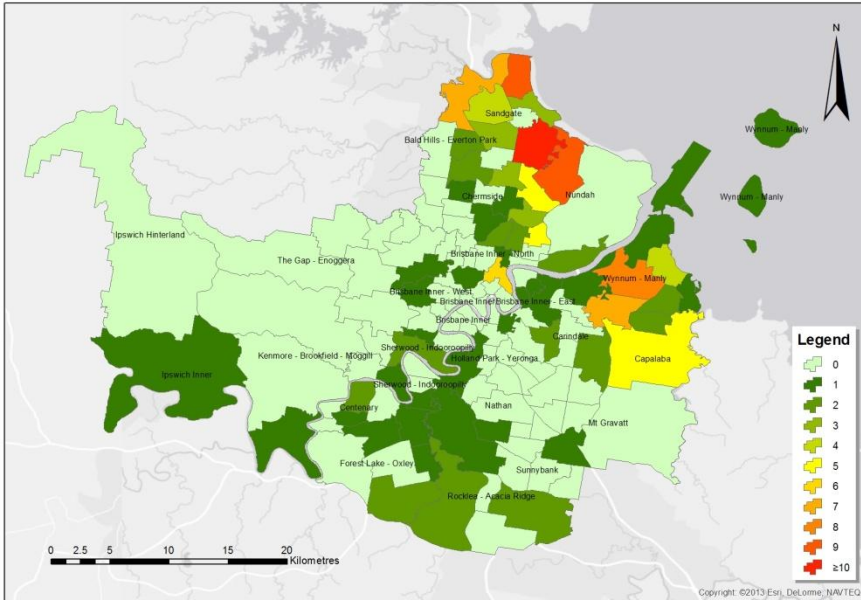 N
Wynnum - Manly
Sandgate
Bald Hills - Everton Park
Wynnum - Manly
Chermside
Nundah
Ipswich Hinterland
The Gap - Enoggera
Brisbane Inner - North
Wynnum - Manly
Brisbane Inner - West
Brisbane Inner
Brisbane Inner - East
Brisbane Inner
Carindale
Sherwood - Indooroopilly
Kenmore - Brookfield - Moggill
Holland Park - Yeronga
Capalaba
Ipswich Inner
Sherwood - Indooroopilly
Centenary
Nathan
Mt Gravatt
Forest Lake - Oxley
Sunnybank
Rocklea - Acacia Ridge
Legend
0
1
2
3
4
5
6
7
8
9
≥10
0 2.5 5 10 15 20
Kilometres
Copyright: ©2013 Esri, DeLorme, NAVTEQ